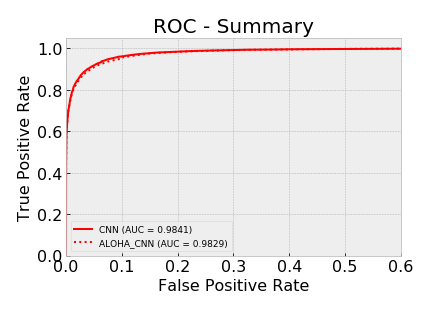 ROC - Summary
True Positive Rate
1.0
0.8
0.6
0.4
0.2
0.0
CNN (AUC = 0.9841)
ALOHA_CNN (AUC = 0.9829)
0.0 0.1 0.2 0.3 0.4 0.5 0.6
False Positive Rate